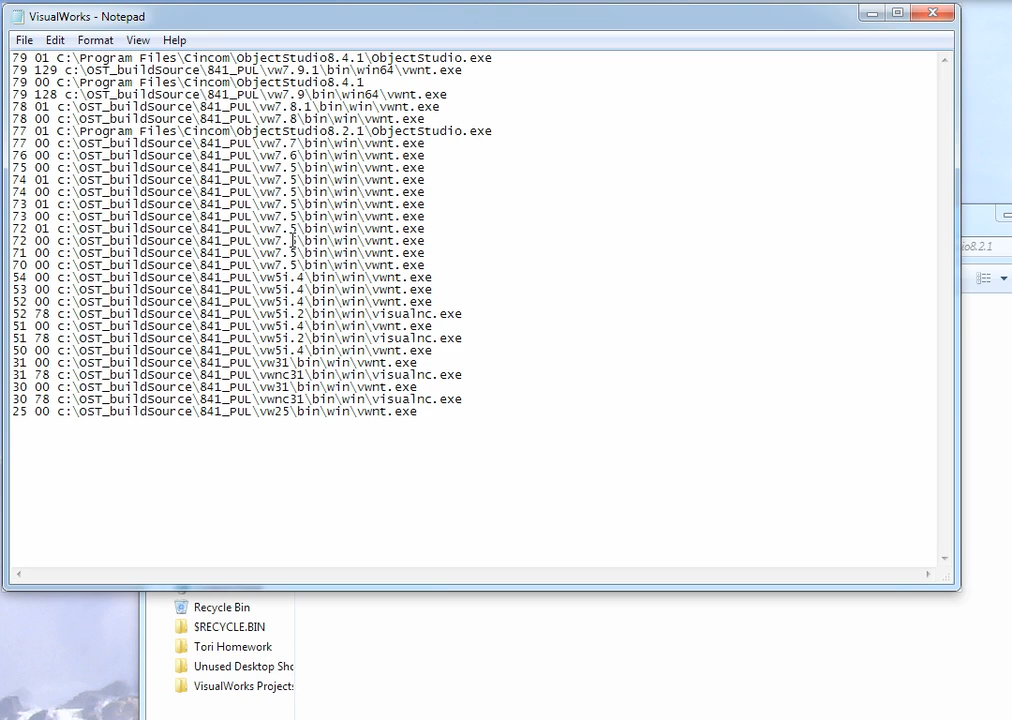 VisualWorks - Notepad
File Edit Format View Help
79 01 C:\Program Files\Cincom\ObjectStudio8.4.1\ObjectStudio.exe
79 129 c:\OST_buildSource\841_PUL\vw7.9.1\bin\win64\vwnt.exe
79 00 C:\Program Files\Cincom\ObjectStudio8.4.1
79 128 c:\OST_buildSource\841_PUL\vw7.9\bin\win64\vwnt.exe
78 01 c:\OST_buildSource\841_PUL\vw7.8.1\bin\win\vwnt.exe
78 00 c:\OST_buildSource\841_PUL\vw7.8\bin\win\vwnt.exe
77 01 C:\Program Files\Cincom\ObjectStudio8.2.1\ObjectStudio.exe
77 00 c:\OST_buildSource\841_PUL\vw7.7\bin\win\vwnt.exe
76 00 c:\OST_buildSource\841_PUL\vw7.6\bin\win\vwnt.exe
75 00 c:\OST_buildSource\841_PUL\vw7.5\bin\win\vwnt.exe
74 01 c:\OST_buildSource\841_PUL\vw7.5\bin\win\vwnt.exe
74 00 c:\OST_buildSource\841_PUL\vw7.5\bin\win\vwnt.exe
73 01 c:\OST_buildSource\841_PUL\vw7.5\bin\win\vwnt.exe
73 00 c:\OST_buildSource\841_PUL\vw7.5\bin\win\vwnt.exe
72 01 c:\OST_buildSource\841_PUL\vw7.5\bin\win\vwnt.exe
72 00 c:\OST_buildSource\841_PUL\vw7.5\bin\win\vwnt.exe
71 00 c:\OST_buildSource\841_PUL\vw7.5\bin\win\vwnt.exe
70 00 c:\OST_buildSource\841_PUL\vw7.5\bin\win\vwnt.exe
54 00 c:\OST_buildSource\841_PUL\vw5i.4\bin\win\vwnt.exe
53 00 c:\OST_buildSource\841_PUL\vw5i.4\bin\win\vwnt.exe
52 00 c:\OST_buildSource\841_PUL\vw5i.4\bin\win\vwnt.exe
52 78 c:\OST_buildSource\841_PUL\vw5i.2\bin\win\visualnc.exe
51 00 c:\OST_buildSource\841_PUL\vw5i.4\bin\win\vwnt.exe
51 78 c:\OST_buildSource\841_PUL\vw5i.2\bin\win\visualnc.exe
50 00 c:\OST_buildSource\841_PUL\vw5i.4\bin\win\vwnt.exe
31 00 c:\OST_buildSource\841_PUL\vw31\bin\win\vwnt.exe
31 78 c:\OST_buildSource\841_PUL\vwnc31\bin\win\visualnc.exe
30 00 c:\OST_buildSource\841_PUL\vw31\bin\win\vwnt.exe
30 78 c:\OST_buildSource\841_PUL\vwnc31\bin\win\visualnc.exe
25 00 c:\OST_buildSource\841_PUL\vw25\bin\win\vwnt.exe
io8.2.1
Recycle Bin
$RECYCLE.BIN
Tori Homework
Unused Desktop Sho
VisualWorks Projects